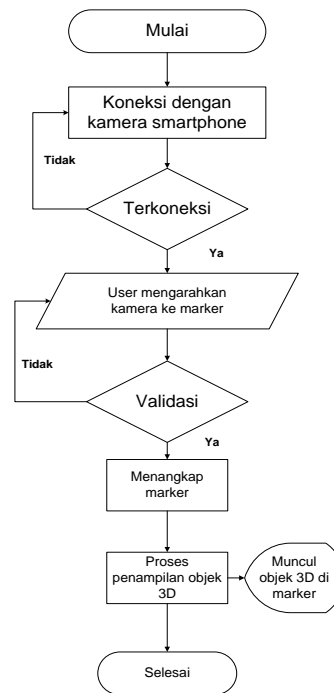 Mulai
Koneksi dengan
kamera smartphone
Tidak
Terkoneksi
Ya
User mengarahkan
kamera ke marker
Tidak
Validasi
Ya
Menangkap
marker
Proses
penampilan objek
3D
Muncul
objek 3D di
marker
Selesai